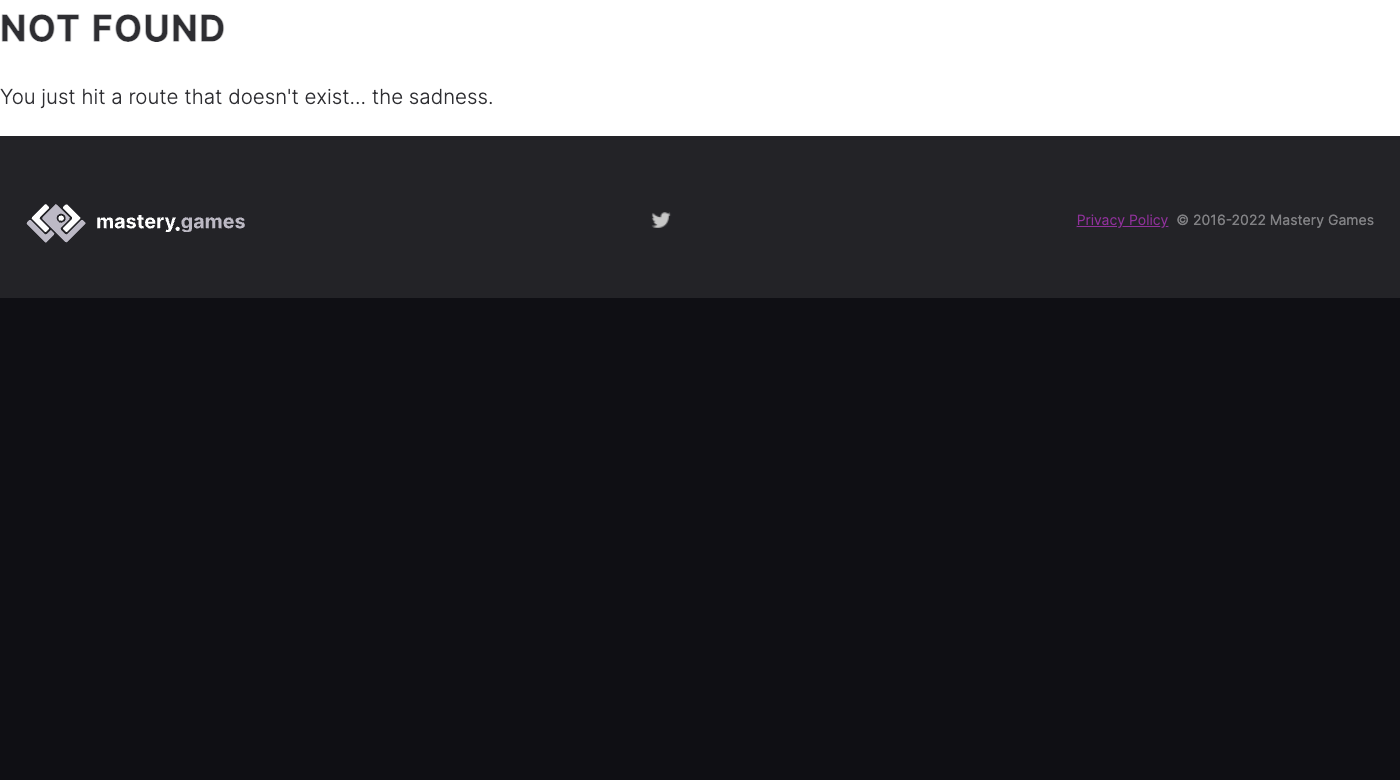 NOT FOUND
You just hit a route that doesn't exist... the sadness.
mastery.games
Privacy Policy © 2016-2022 Mastery Games